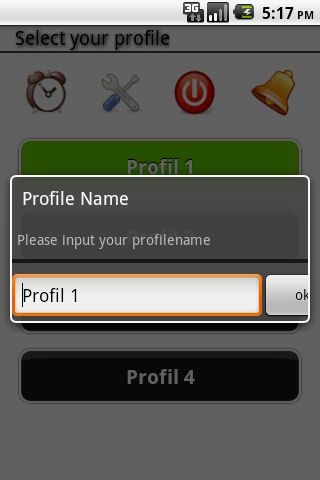 3G
5:17 PM
Select your profile
Profil 1
Profile Name
Please input your profilename
Profil 1
ok
Profil 4